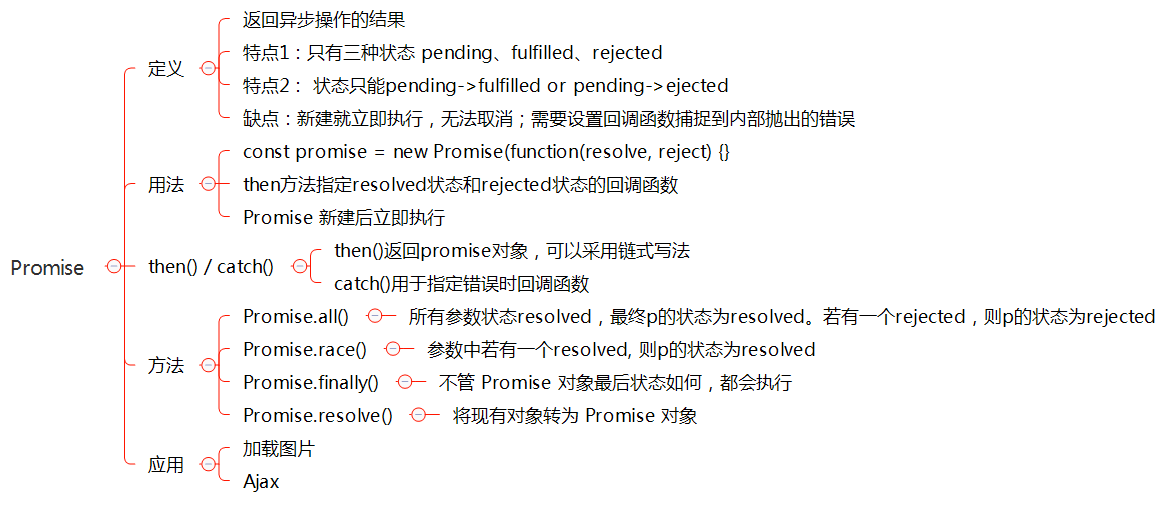 Promise
定义
返回异步操作的结果
特点1：只有三种状态 pending、fulfilled、rejected
特点2： 状态只能pending->fulfilled or pending->ejected
缺点：新建就立即执行，无法取消；需要设置回调函数捕捉到内部抛出的错误
用法
const promise = new Promise(function(resolve, reject) {}
then方法指定resolved状态和rejected状态的回调函数
Promise 新建后立即执行
then() / catch()
then()返回promise对象，可以采用链式写法
catch()用于指定错误时回调函数
方法
Promise.all() 所有参数状态resolved，最终p的状态为resolved。若有一个rejected，则p的状态为rejected
Promise.race() 参数中若有一个resolved, 则p的状态为resolved
Promise.finally() 不管 Promise 对象最后状态如何，都会执行
Promise.resolve() 将现有对象转为 Promise 对象
应用
加载图片
Ajax